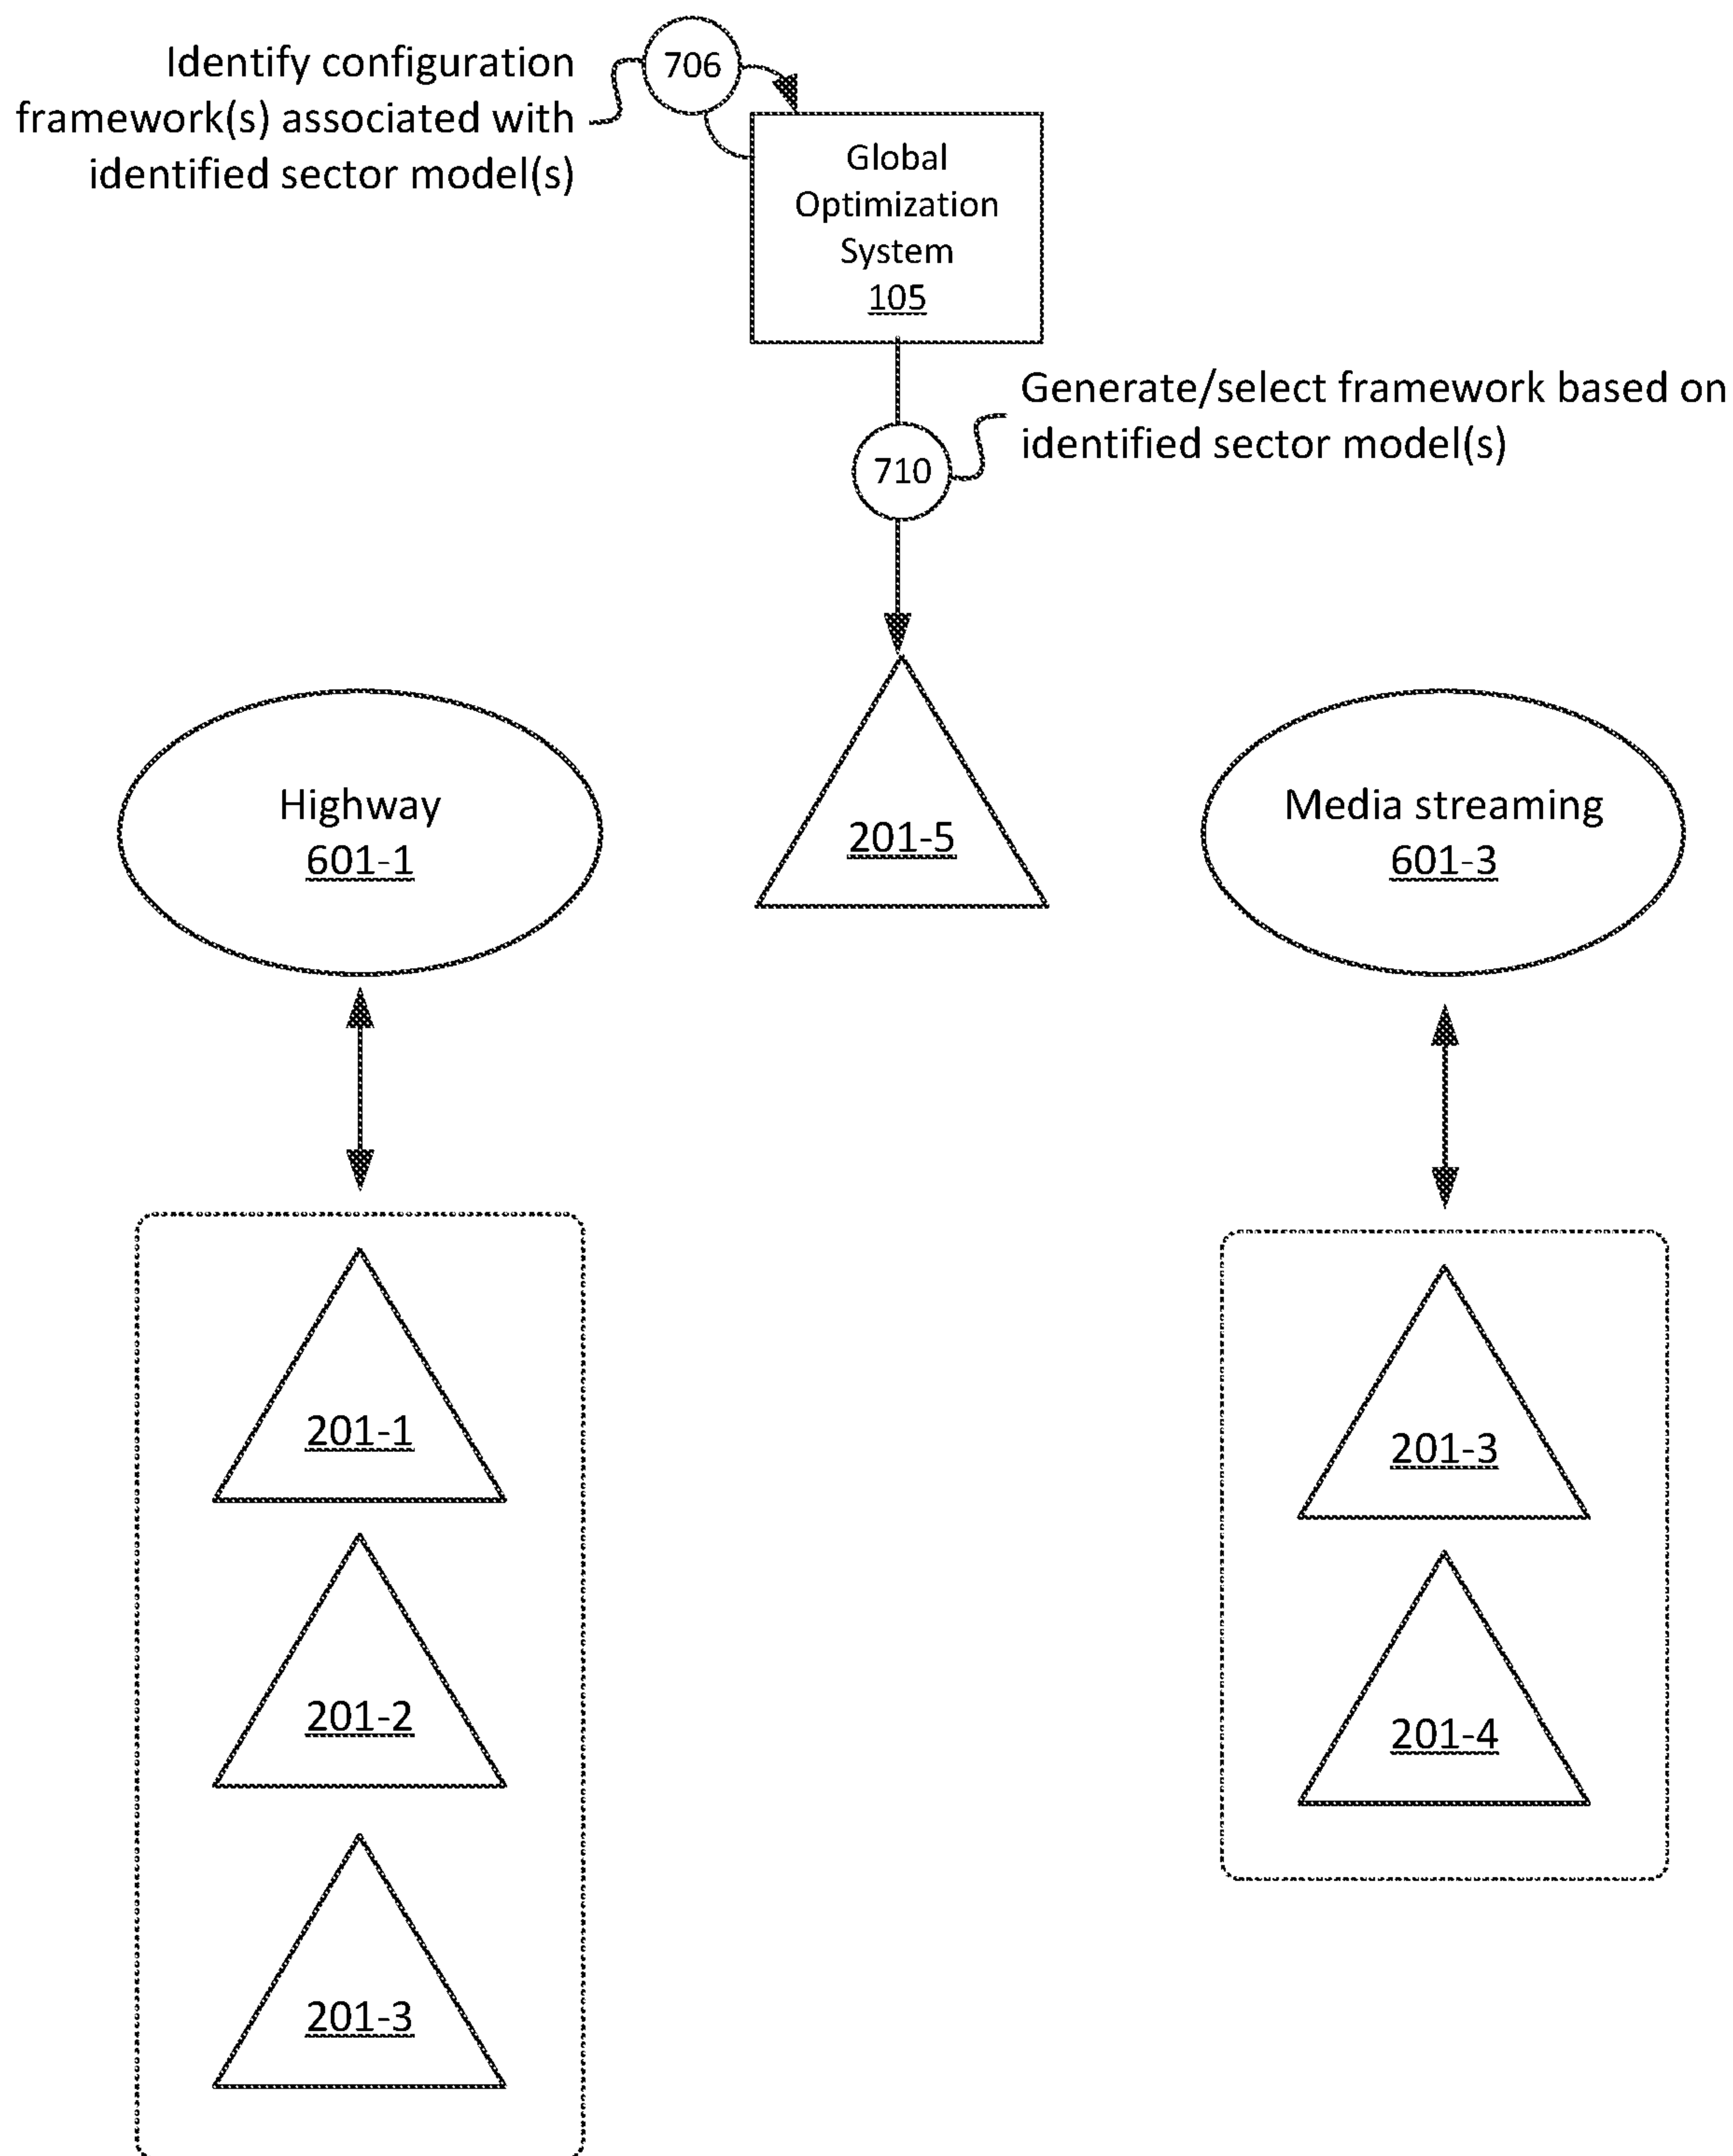 Identify configuration
framework(s) associated with
identified sector model(s)
706
Global
Optimization
System
105
Generate/select framework based on
identified sector model(s)
710
Highway
601-1
201-5
Media streaming
601-3
201-1
201-2
201-3
201-3
201-4